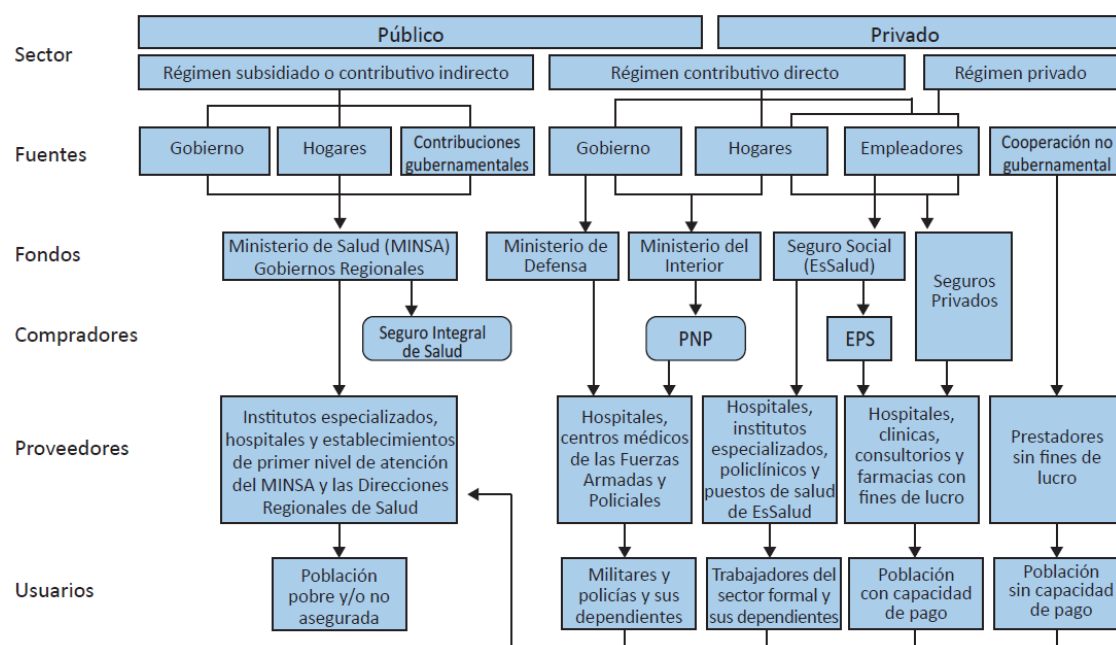 Sector
Público
Privado
Régimen subsidiado o contributivo indirecto
Régimen contributivo directo
Régimen privado
Fuentes
Gobierno
Hogares
Contribuciones
gubernamentales
Gobierno
Hogares
Empleadores
Cooperación no
gubernamental
Fondos
Ministerio de Salud (MINSA)
Gobiernos Regionales
Ministerio de
Defensa
Ministerio del
Interior
Seguro Social
(EsSalud)
Seguros
Privados
Compradores
Seguro Integral
de Salud
PNP
EPS
Proveedores
Institutos especializados,
hospitales y establecimientos
de primer nivel de atención
del MINSA y las Direcciones
Regionales de Salud
Hospitales,
centros médicos
de las Fuerzas
Armadas y
Policiales
Hospitales,
institutos
especializados,
policlínicos y
puestos de salud
de EsSalud
Hospitales,
clinicas,
consultorios y
farmacias con
fines de lucro
Prestadores
sin fines de
lucro
Usuarios
Población
pobre y/o no
asegurada
Militares y
policías y sus
dependientes
Trabajadores del
sector formal y
sus dependientes
Población
con capacidad
de pago
Población
sin capacidad
de pago